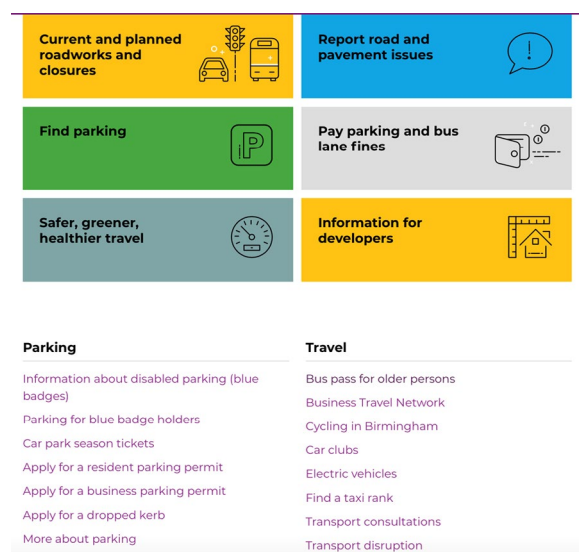 Current and planned
roadworks and
closures
Report road and
pavement issues
Find parking
P
Pay parking and bus
lane fines
Safer, greener,
healthier travel
Information for
developers
Parking
Information about disabled parking (blue
badges)
Parking for blue badge holders
Car park season tickets
Apply for a resident parking permit
Apply for a business parking permit
Apply for a dropped kerb
More about parking
Travel
Bus pass for older persons
Business Travel Network
Cycling in Birmingham
Car clubs
Electric vehicles
Find a taxi rank
Transport consultations
Transport disruption